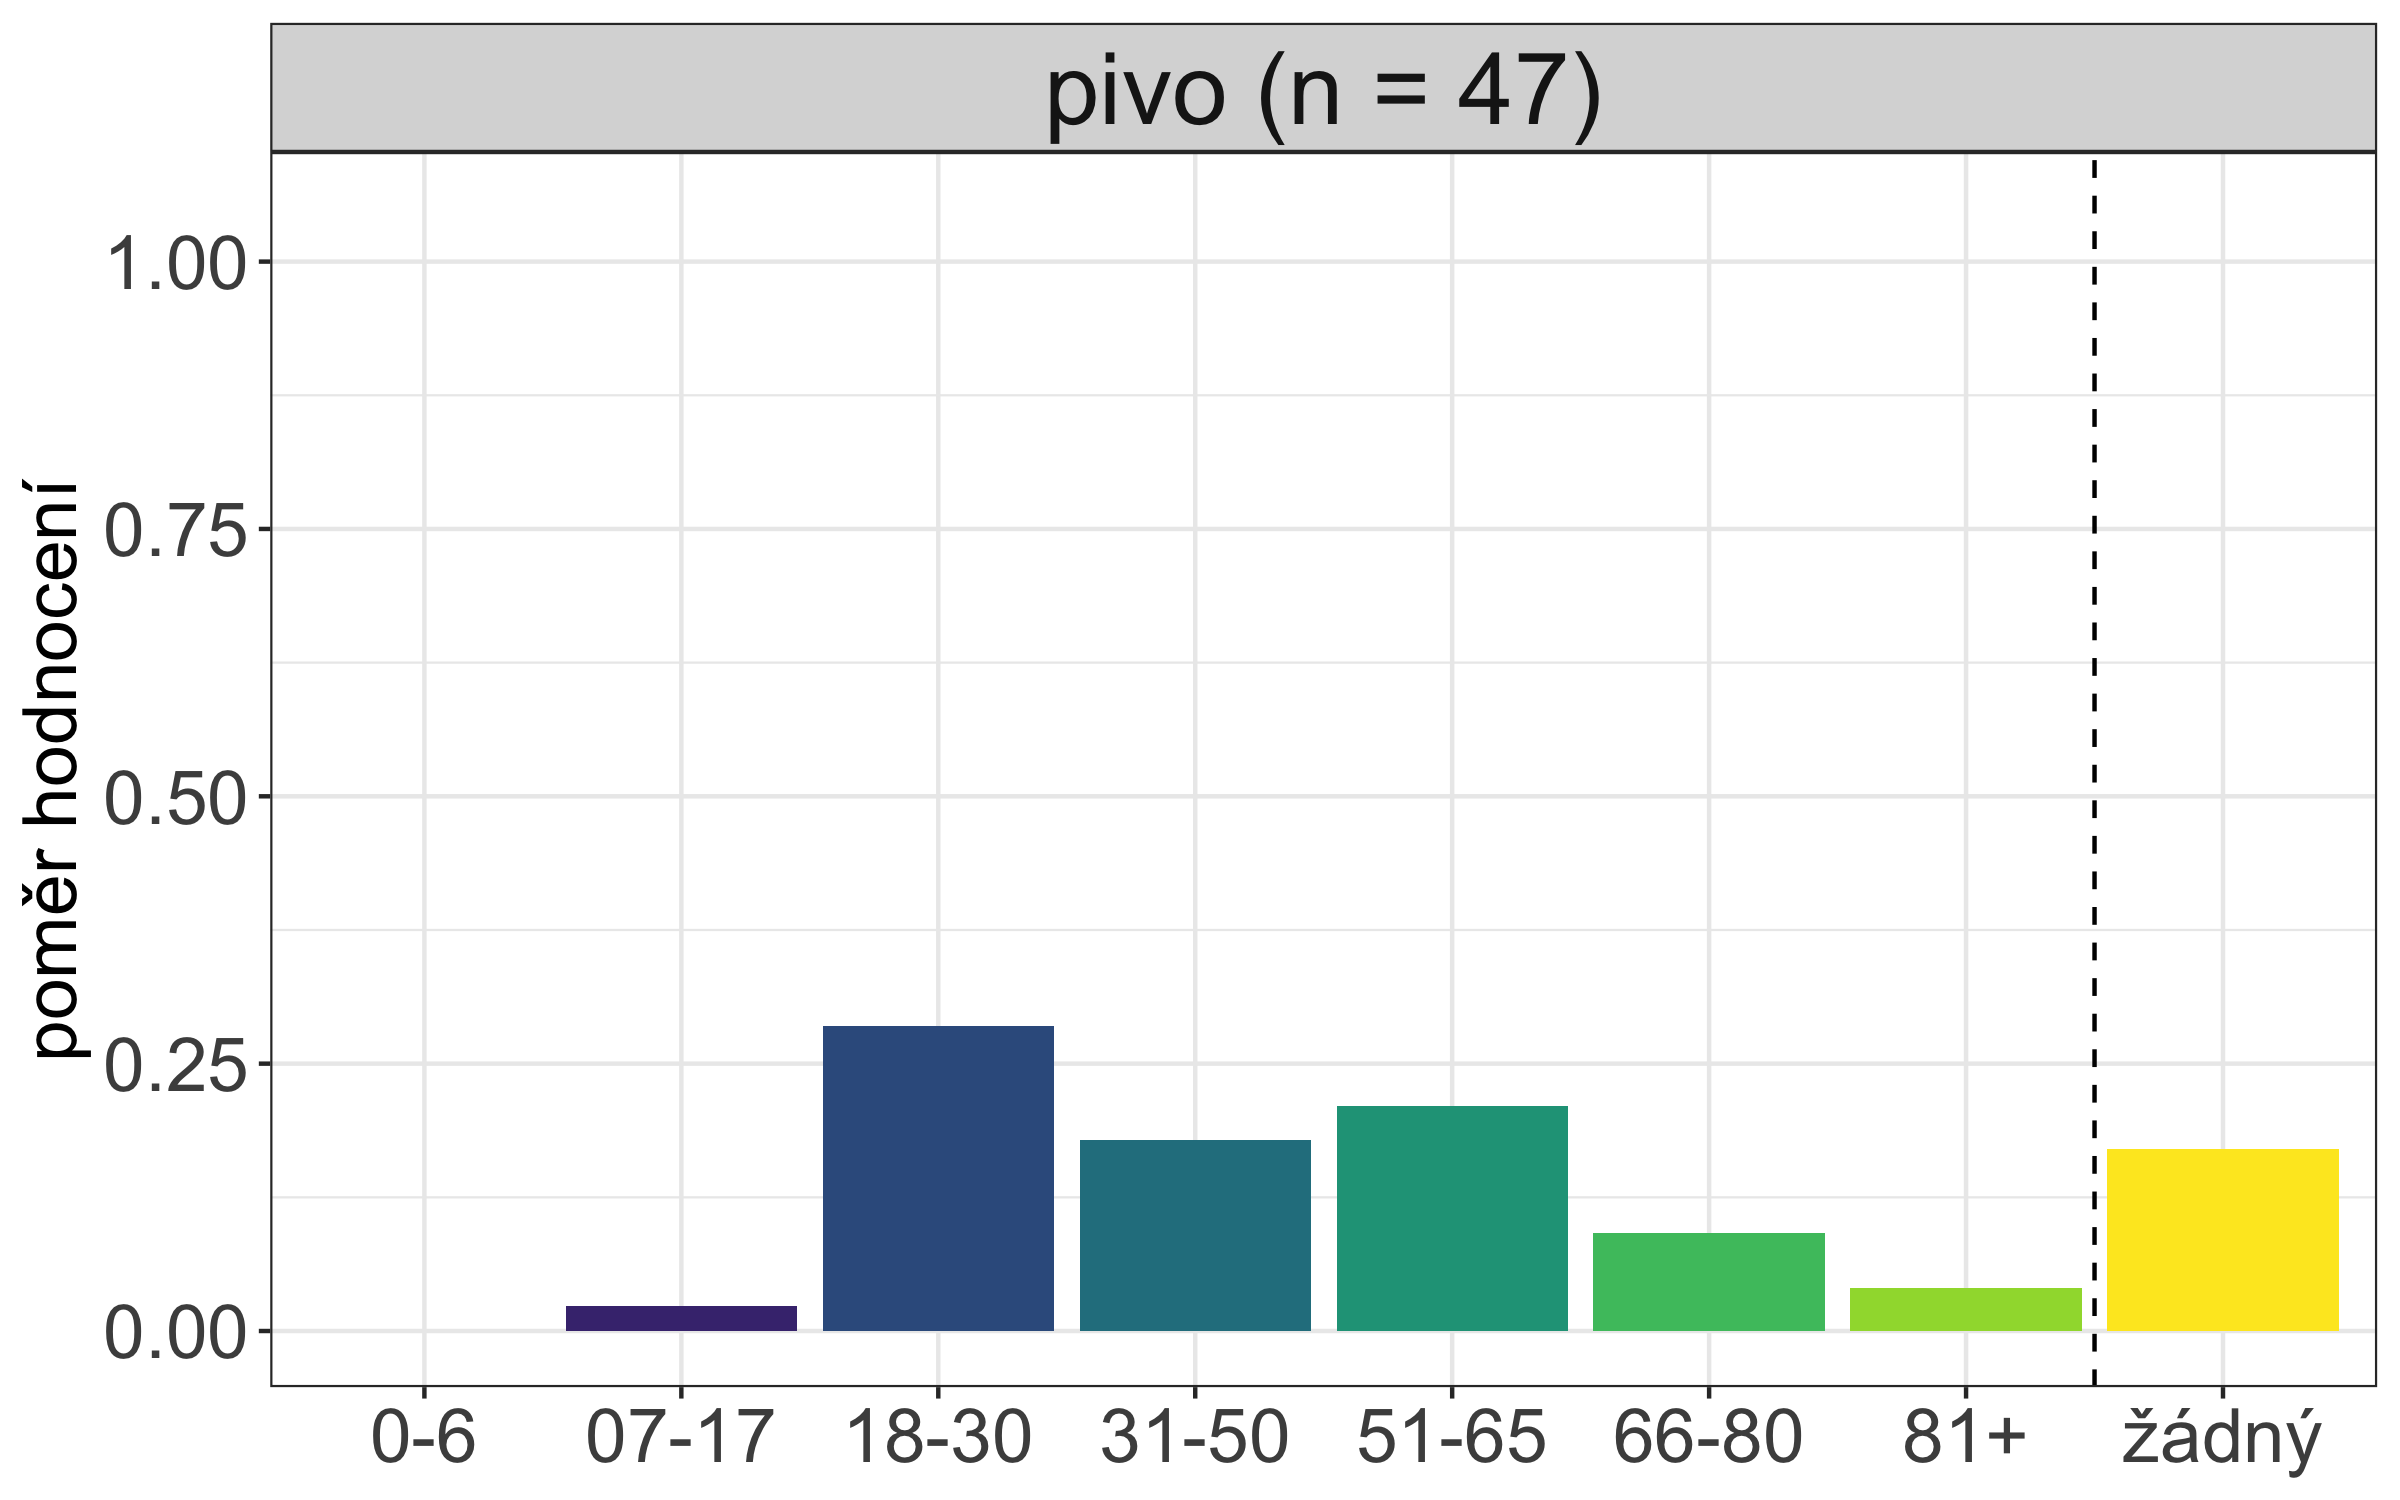 pivo (n = 47)
poměr hodnocení
1.00
0.75
0.50
0.25
0.00
0-6 07-17 18-30 31-50 51-65 66-80 81+ žádný